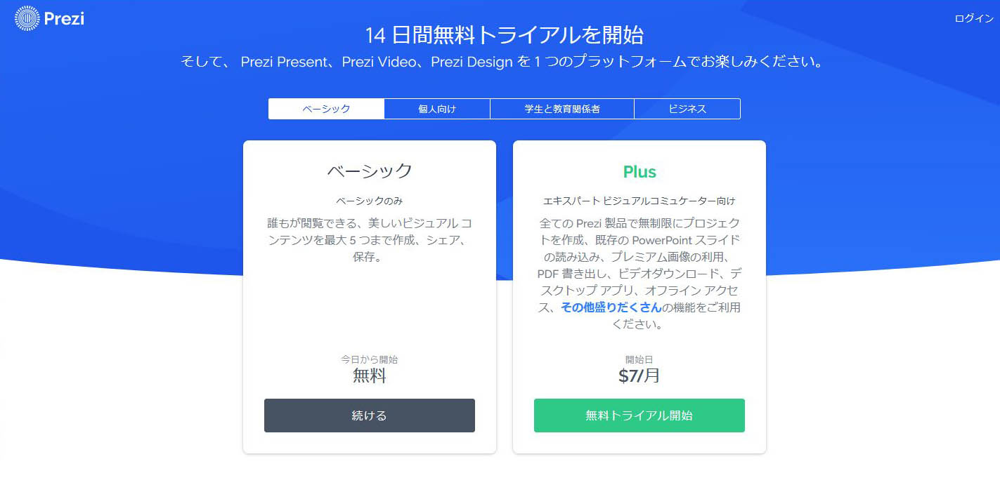 Prezi
ログイン
14 日間無料トライアルを開始
そして、 Prezi Present、Prezi Video、Prezi Design を 1 つのプラットフォームでお楽しみください。
ベーシック
個人向け
学生と教育関係者
ビジネス
ベーシック
ベーシックのみ
誰もが閲覧できる、美しいビジュアル コ
ンテンツを最大 5 つまで作成、シェア、
保存。
今日から開始
無料
続ける
Plus
エキスパート ビジュアルコミュケーター向け
全ての Prezi 製品で無制限にプロジェク
トを作成、既存の PowerPoint スライド
の読み込み、プレミアム画像の利用、
PDF 書き出し、ビデオダウンロード、デ
スクトップ アプリ、オフライン アクセ
ス、その他盛りだくさんの機能をご利用
ください。
開始日
$7/月
無料トライアル開始